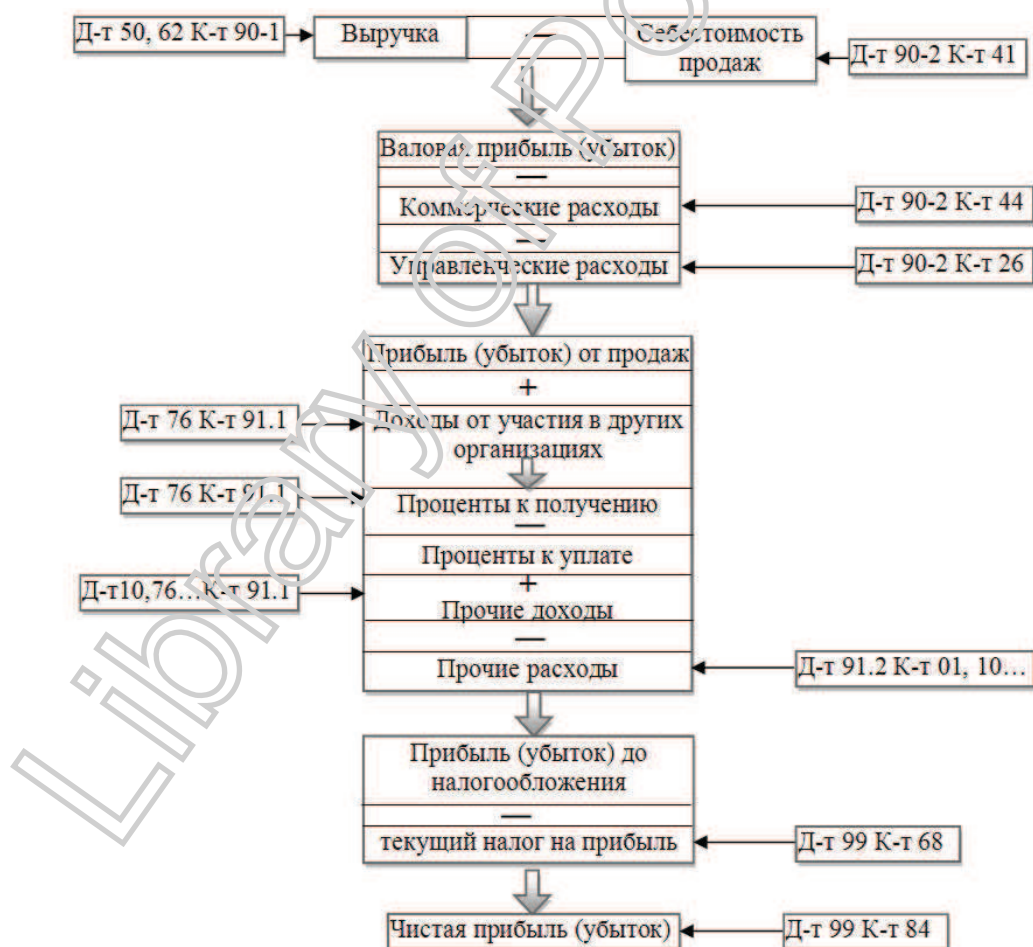 Д-т 50, 62 К-т 90-1
Выручка
—
Себестоимость
продаж
Д-т 90-2 К-т 41
Валовая прибыль (убыток)
—
Коммерческие расходы
Д-т 90-2 К-т 44
—
Управленческие расходы
Д-т 90-2 К-т 26
Прибыль (убыток) от продаж
+
Д-т 76 К-т 91.1
Доходы от участия в других
организациях
Д-т 76 К-т 91.1
Проценты к получению
—
Проценты к уплате
+
Д-т10,76...К-т 91.1
Прочие доходы
—
Прочие расходы
Д-т 91.2 К-т 01, 10...
Прибыль (убыток) до
налогообложения
—
текущий налог на прибыль
Д-т 99 К-т 68
Чистая прибыль (убыток)
Д-т 99 К-т 84
Library of